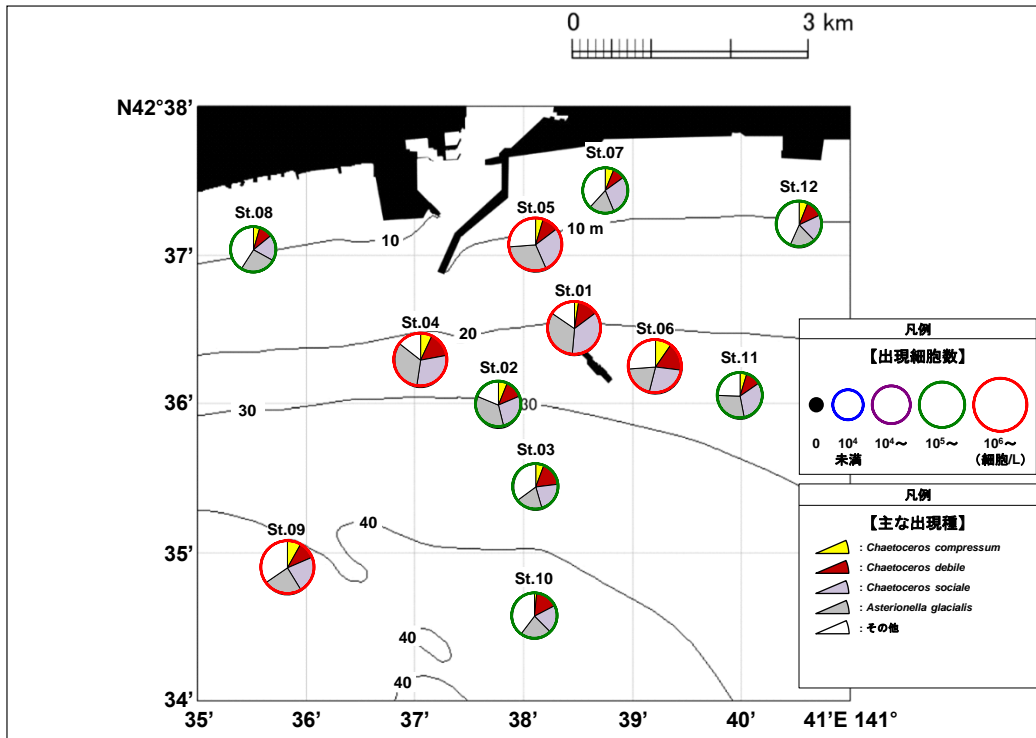 0 3 km
N42°38’
St.07
St.12
St.08
St.05
10 m
10
37’
St.01
St.04
20
St.06
St.02
St.11
36’
30
30
St.03
40
St.09
35’
St.10
40
40
34’
35’ 36’ 37’ 38’ 39’ 40’ 41’E 141°
凡例
【出現細胞数】
0 10⁴未満 10⁴～ 10⁵～ 10⁶～(細胞/L)
凡例
【主な出現種】
: Chaetoceros compressum
: Chaetoceros debile
: Chaetoceros sociale
: Asterionella glacialis
: その他